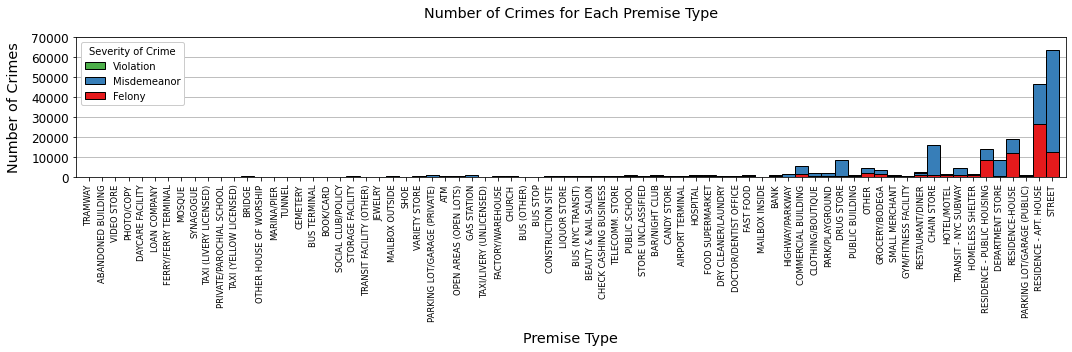 Number of Crimes for Each Premise Type
Number of Crimes
70000
60000
50000
40000
30000
20000
10000
0
Severity of Crime
Violation
Misdemeanor
Felony
TRAMWAY
ABANDONED BUILDING
VIDEO STORE
PHOTO/COPY
DAYCARE FACILITY
LOAN COMPANY
MOSQUE
FERRY/FERRY TERMINAL
SYNAGOGUE
TAXI (LIVERY LICENSED)
PRIVATE/PAROCHIAL SCHOOL
TAXI (YELLOW LICENSED)
BRIDGE
OTHER HOUSE OF WORSHIP
MARINA/PIER
TUNNEL
CEMETERY
BUS TERMINAL
BOOK/CARD
SOCIAL CLUB/POLICY
STORAGE FACILITY
TRANSIT FACILITY (OTHER)
JEWELRY
MAILBOX OUTSIDE
SHOE
VARIETY STORE
PARKING LOT/GARAGE (PRIVATE)
ATM
OPEN AREAS (OPEN LOTS)
GAS STATION
TAXI/LIVERY (UNLICENSED)
FACTORY/WAREHOUSE
CHURCH
BUS (OTHER)
BUS STOP
CONSTRUCTION SITE
LIQUOR STORE
BUS (NYC TRANSIT)
BEAUTY & NAIL SALON
CHECK CASHING BUSINESS
TELECOMM. STORE
PUBLIC SCHOOL
STORE UNCLASSIFIED
BAR/NIGHT CLUB
CANDY STORE
AIRPORT TERMINAL
HOSPITAL
FOOD SUPERMARKET
DRY CLEANER/LAUNDRY
DOCTOR/DENTIST OFFICE
FAST FOOD
MAILBOX INSIDE
BANK
HIGHWAY/PARKWAY
COMMERCIAL BUILDING
CLOTHING/BOUTIQUE
PARK/PLAYGROUND
DRUG STORE
PUBLIC BUILDING
OTHER
GROCERY/BODEGA
SMALL MERCHANT
GYM/FITNESS FACILITY
RESTAURANT/DINER
CHAIN STORE
HOTEL/MOTEL
TRANSIT - NYC SUBWAY
HOMELESS SHELTER
RESIDENCE - PUBLIC HOUSING
DEPARTMENT STORE
RESIDENCE-HOUSE
PARKING LOT/GARAGE (PUBLIC)
RESIDENCE - APT. HOUSE
STREET
Premise Type